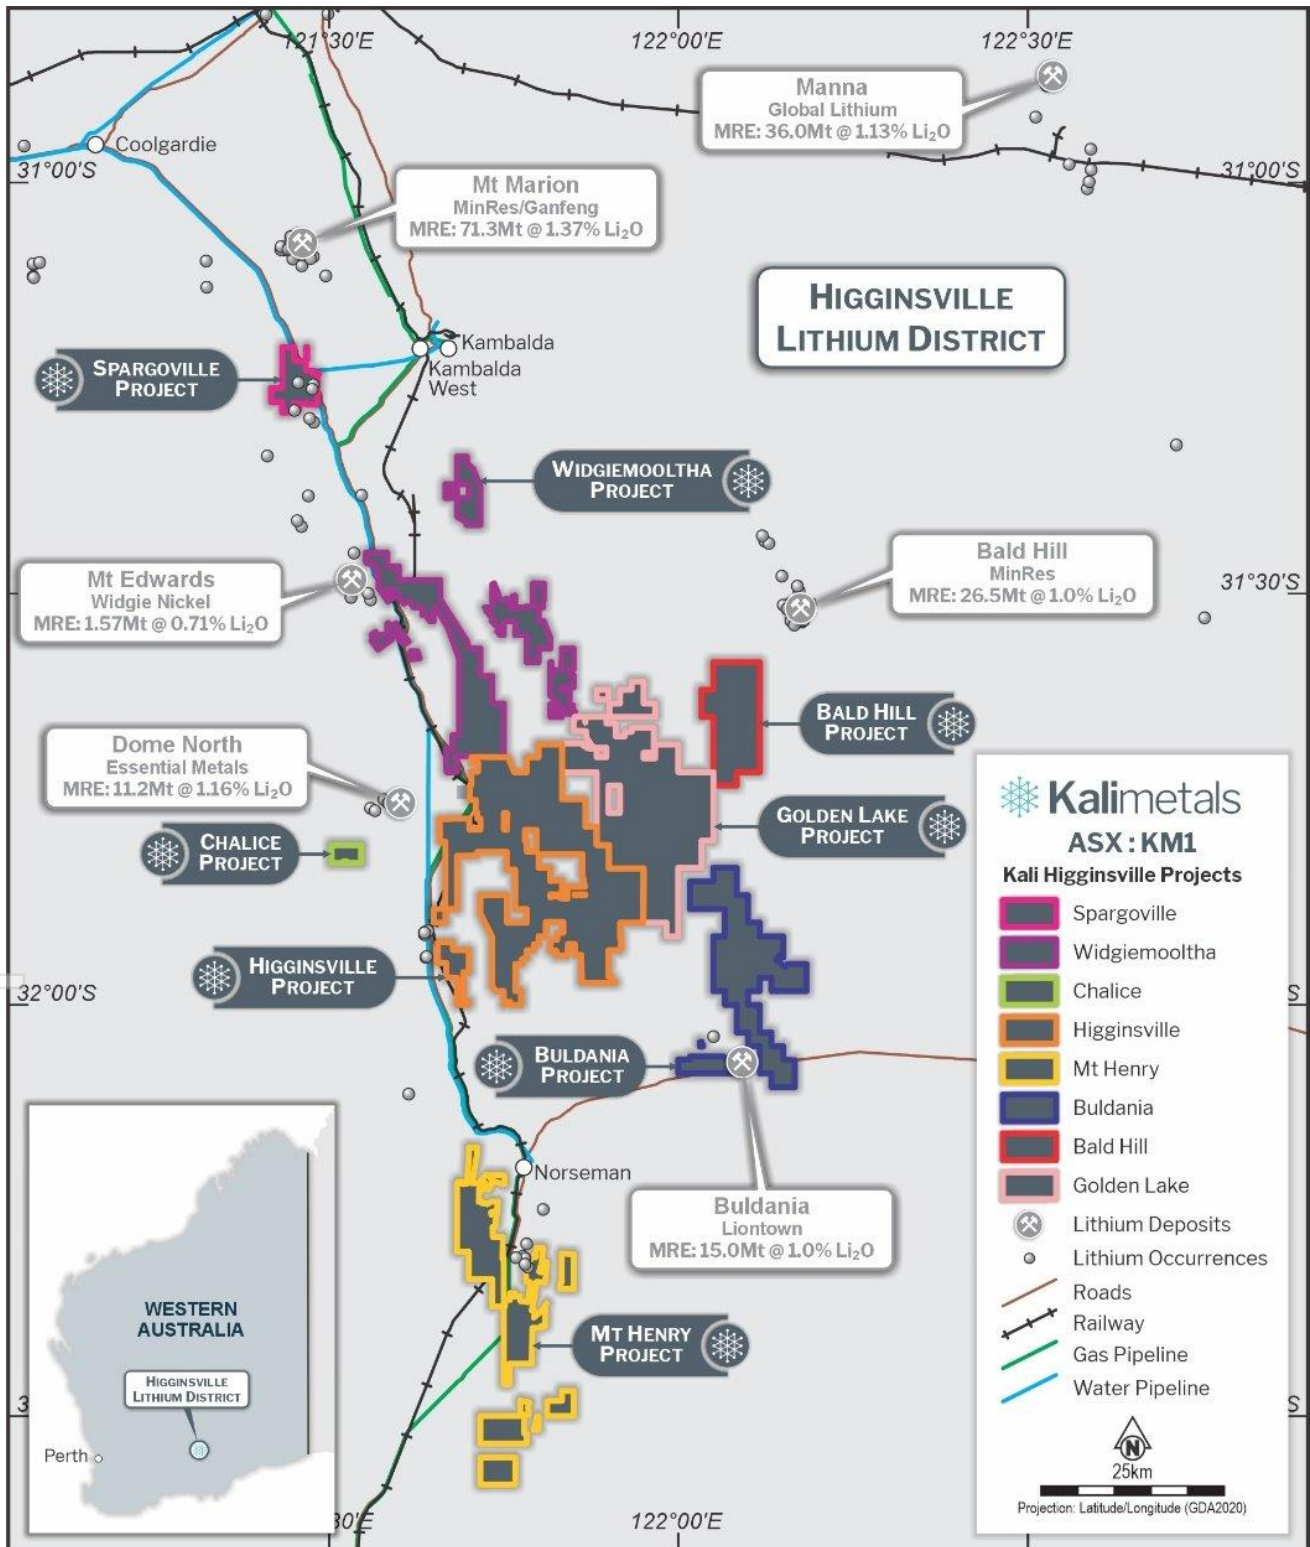 121°30'E
122°00'E
122°30'E
Manna
Global Lithium
MRE: 36.0Mt @ 1.13% Li₂O
Coolgardie
31°00'S
31°00'S
Mt Marion
MinRes/Ganfeng
MRE: 71.3Mt @ 1.37% Li₂O
HIGGINSVILLE
LITHIUM DISTRICT
Kambalda
Kambalda
West
SPARGOVILLE
PROJECT
WIDGIEMOOLTHA
PROJECT
Bald Hill
MinRes
MRE: 26.5Mt @ 1.0% Li₂O
31°30'S
Mt Edwards
Widgie Nickel
MRE: 1.57Mt @ 0.71% Li₂O
BALD HILL
PROJECT
Dome North
Essential Metals
MRE: 11.2Mt @ 1.16% Li₂O
GOLDEN LAKE
PROJECT
CHALICE
PROJECT
HIGGINSVILLE
PROJECT
32°00'S
S
BULDANIA
PROJECT
Norseman
Buldania
Liontown
MRE: 15.0Mt @ 1.0% Li₂O
MT HENRY
PROJECT
3
S
30'E
122°00'E
Kalimetals
ASX : KM1
Kali Higginsville Projects
Spargoville
Widgiemooltha
Chalice
Higginsville
Mt Henry
Buldania
Bald Hill
Golden Lake
Lithium Deposits
Lithium Occurrences
Roads
Railway
Gas Pipeline
Water Pipeline
N
25km
Projection: Latitude/Longitude (GDA2020)
WESTERN
AUSTRALIA
HIGGINSVILLE
LITHIUM DISTRICT
Perth